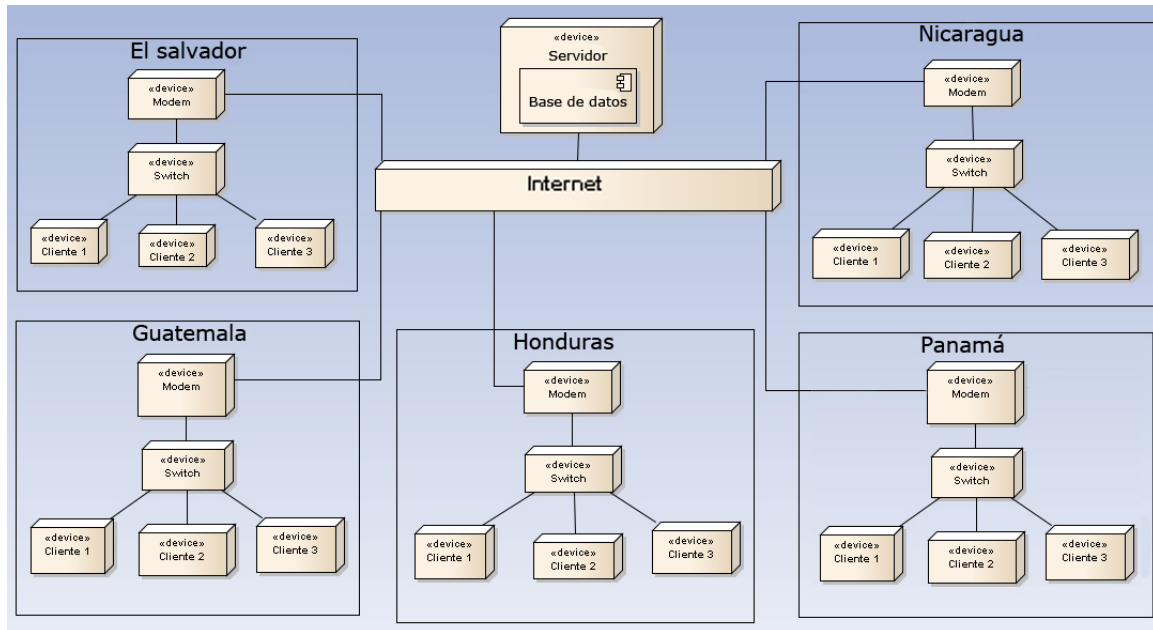 El salvador
«device»
Modem
«device»
Switch
«device»
Cliente 1
«device»
Cliente 2
«device»
Cliente 3
«device»
Servidor
Base de datos
Internet
Nicaragua
«device»
Modem
«device»
Switch
«device»
Cliente 1
«device»
Cliente 2
«device»
Cliente 3
Guatemala
«device»
Modem
«device»
Switch
«device»
Cliente 1
«device»
Cliente 2
«device»
Cliente 3
Honduras
«device»
Modem
«device»
Switch
«device»
Cliente 1
«device»
Cliente 2
«device»
Cliente 3
Panamá
«device»
Modem
«device»
Switch
«device»
Cliente 1
«device»
Cliente 2
«device»
Cliente 3